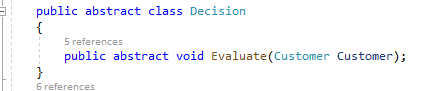 public abstract class Decision
{
5 references
public abstract void Evaluate(Customer Customer);
}
6 references